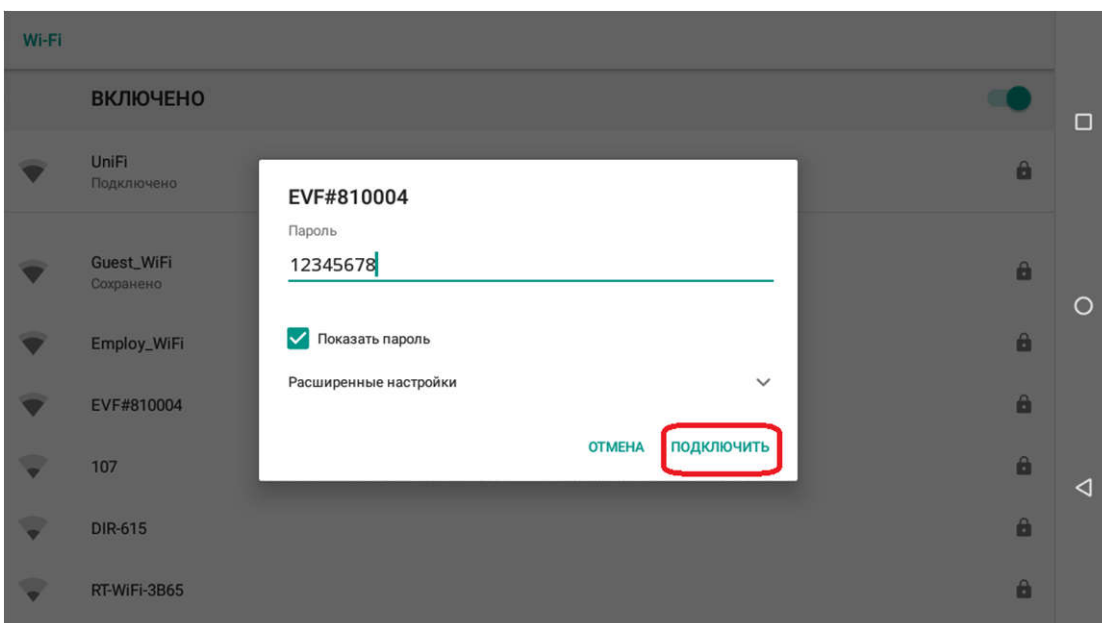 Wi-Fi
ВКЛЮЧЕНО
UniFi
Подключено
Guest_WiFi
Сохранено
Employ_WiFi
EVF#810004
107
DIR-615
RT-WiFi-3B65
EVF#810004
Пароль
12345678
Показать пароль
Расширенные настройки
ОТМЕНА ПОДКЛЮЧИТЬ